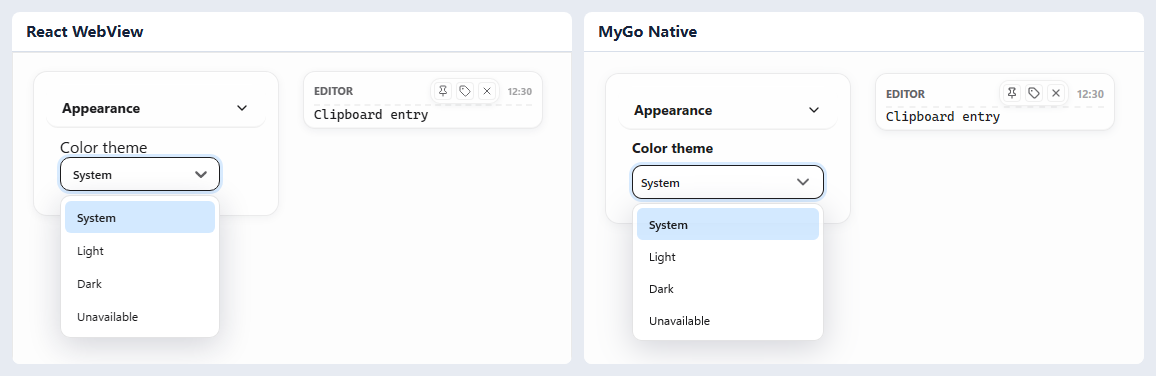 React WebView
Appearance
Color theme
System
System
Light
Dark
Unavailable
EDITOR
12:30
Clipboard entry
MyGo Native
Appearance
Color theme
System
System
Light
Dark
Unavailable
EDITOR
12:30
Clipboard entry